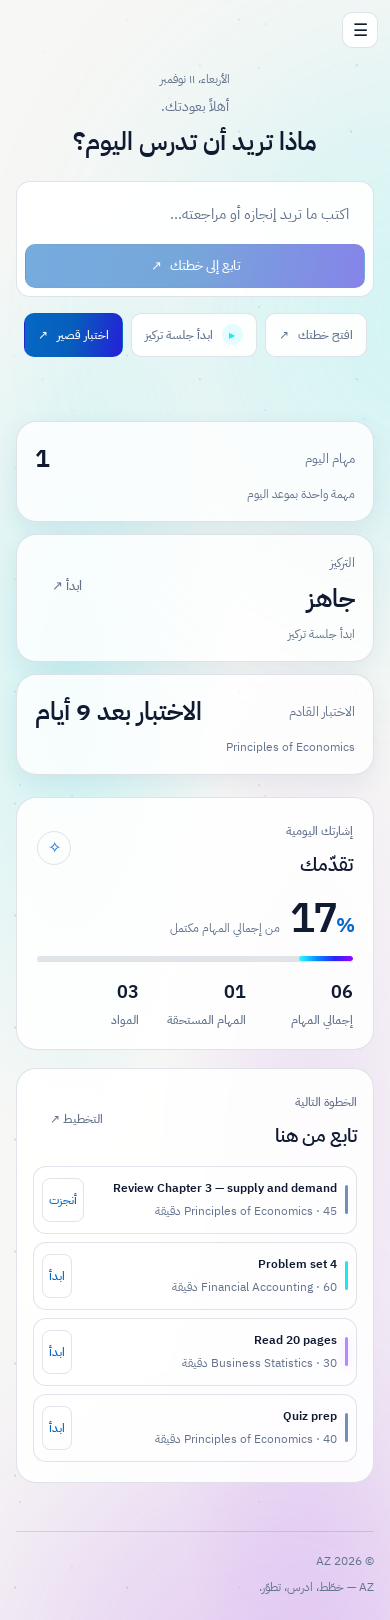 الأربعاء، ١١ نوفمبر
أهلاً بعودتك.
ماذا تريد أن تدرس اليوم؟
اكتب ما تريد إنجازه أو مراجعته...
تابع إلى خطتك ↗
افتح خطتك ↗
ابدأ جلسة تركيز
اختبار قصير ↗
مهام اليوم
1
مهمة واحدة بموعد اليوم
التركيز
جاهز
ابدأ ↗
ابدأ جلسة تركيز
الاختبار القادم
الاختبار بعد 9 أيام
Principles of Economics
إشارتك اليومية
تقدّمك
17%
من إجمالي المهام مكتمل
06
إجمالي المهام
01
المهام المستحقة
03
المواد
الخطوة التالية
تابع من هنا
التخطيط ↗
Review Chapter 3 — supply and demand
Principles of Economics · 45 دقيقة
أنجزت
Problem set 4
Financial Accounting · 60 دقيقة
ابدأ
Read 20 pages
Business Statistics · 30 دقيقة
ابدأ
Quiz prep
Principles of Economics · 40 دقيقة
ابدأ
© 2026 AZ
AZ — خطّط، ادرس، تطوّر.